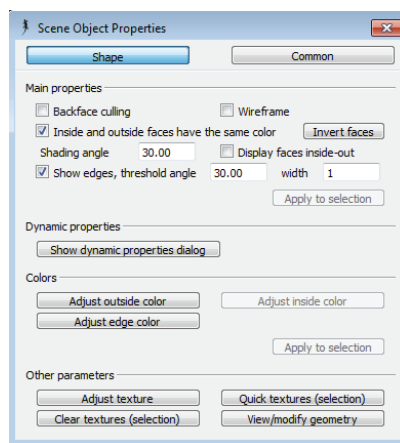 Scene Object Properties
Shape Common
Main properties
Backface culling Wireframe
Inside and outside faces have the same color Invert faces
Shading angle 30.00 Display faces inside-out
Show edges, threshold angle 30.00 width 1
Apply to selection
Dynamic properties
Show dynamic properties dialog
Colors
Adjust outside color Adjust inside color
Adjust edge color
Apply to selection
Other parameters
Adjust texture Quick textures (selection)
Clear textures (selection) View/modify geometry